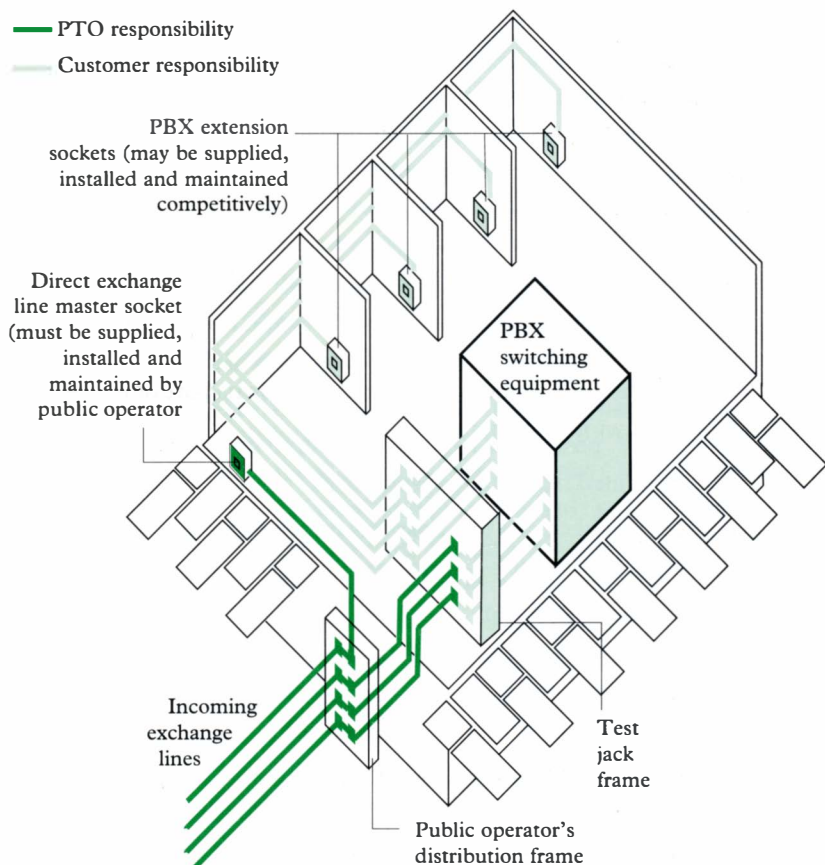 PTO responsibility
Customer responsibility
PBX extension
sockets (may be supplied,
installed and maintained
competitively)
Direct exchange
line master socket
(must be supplied,
installed and
maintained by
public operator
PBX
switching
equipment
Incoming
exchange
lines
Test
jack
frame
Public operator's
distribution frame